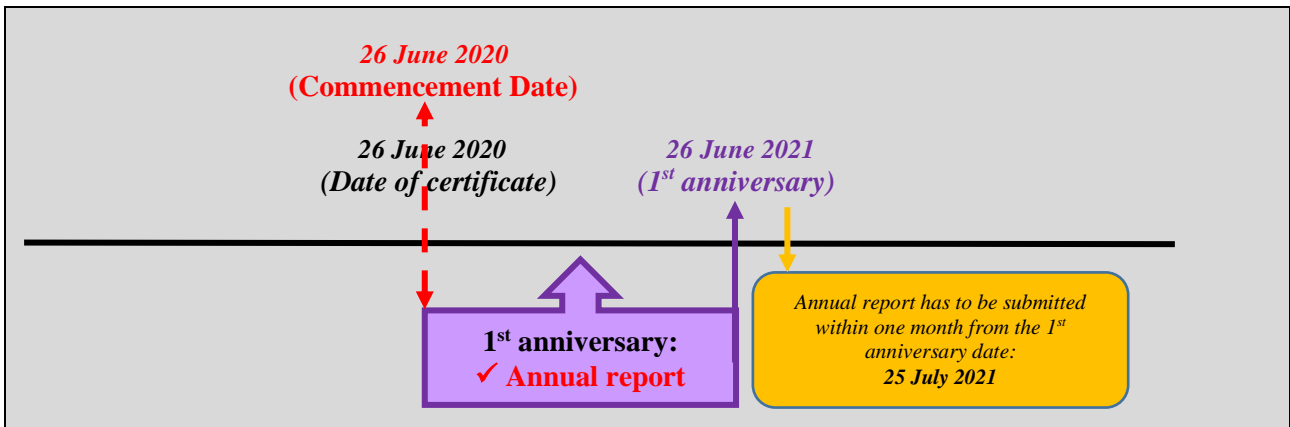 26 June 2020
(Commencement Date)
26 June 2020
(Date of certificate)
26 June 2021
(1st anniversary)
1st anniversary:
✓ Annual report
Annual report has to be submitted
within one month from the 1st
anniversary date:
25 July 2021